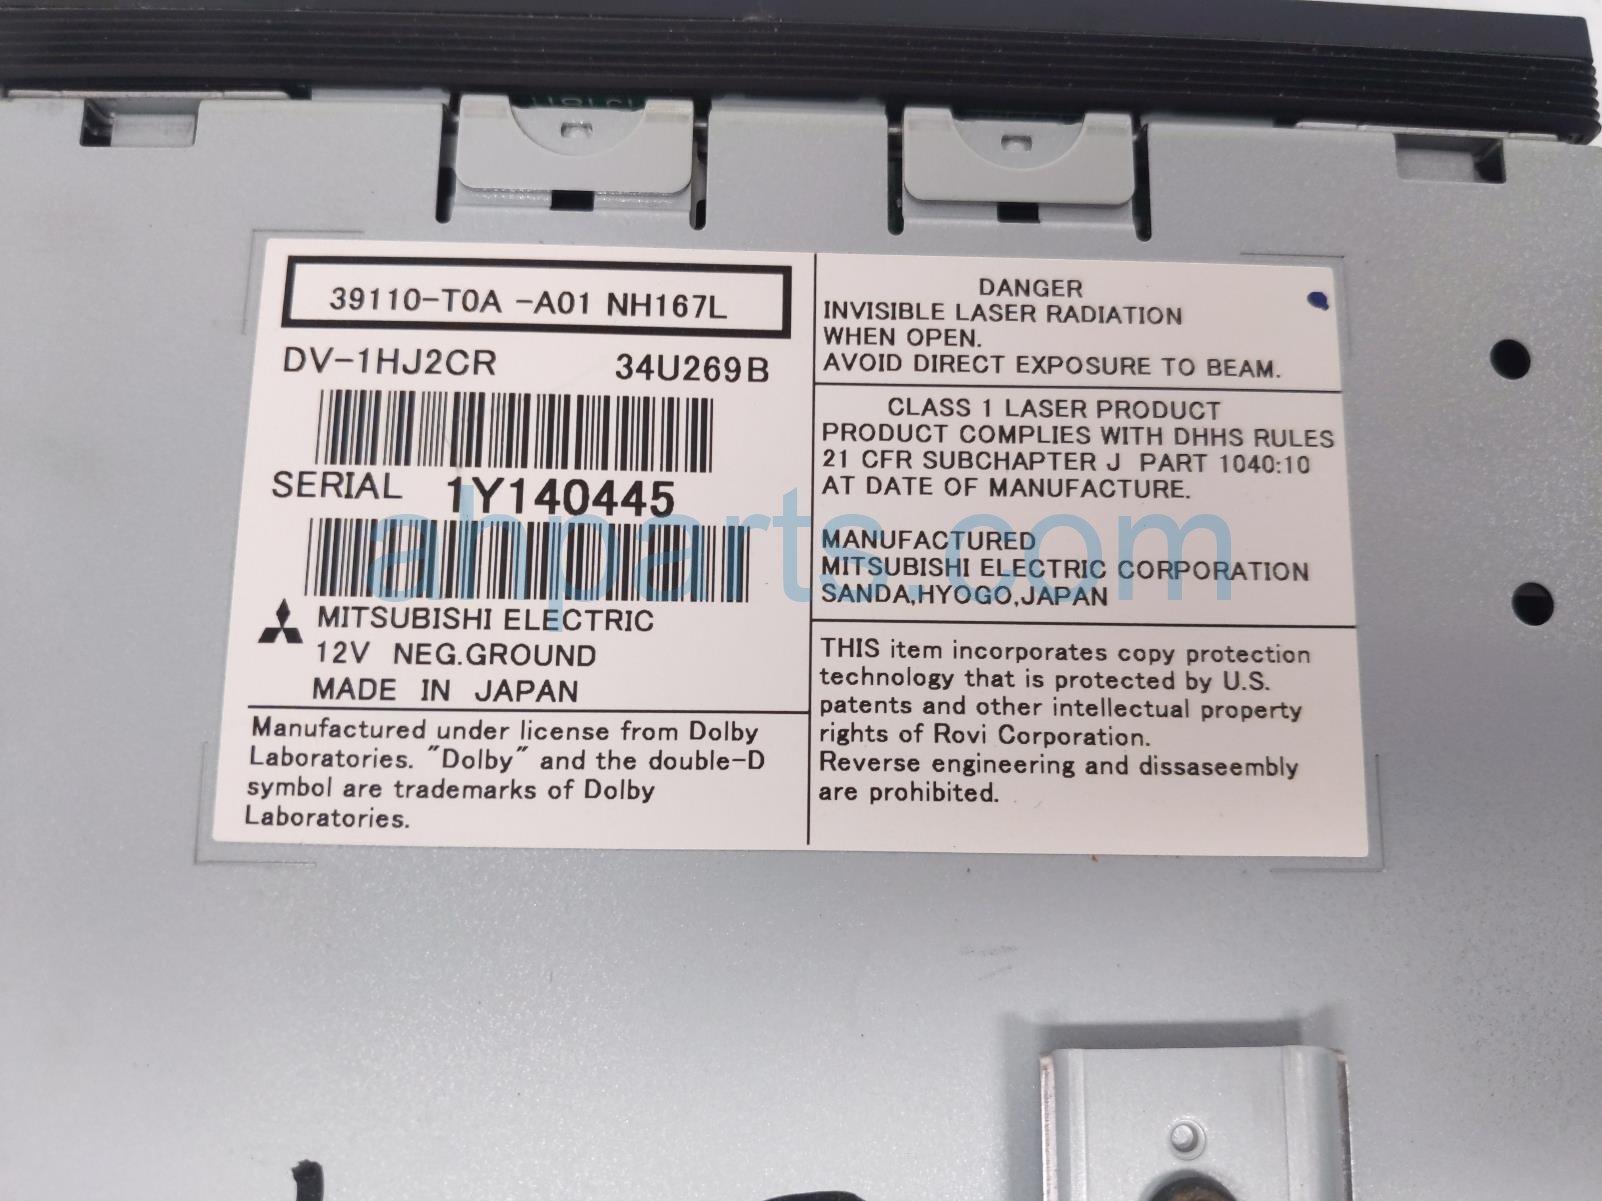 39110-T0A -A01 NH167L
DV-1HJ2CR 34U269B
SERIAL 1Y140445
MITSUBISHI ELECTRIC
12V NEG.GROUND
MADE IN JAPAN
Manufactured under license from Dolby
Laboratories. "Dolby" and the double-D
symbol are trademarks of Dolby
Laboratories.
DANGER
INVISIBLE LASER RADIATION
WHEN OPEN.
AVOID DIRECT EXPOSURE TO BEAM.
CLASS 1 LASER PRODUCT
PRODUCT COMPLIES WITH DHHS RULES
21 CFR SUBCHAPTER J PART 1040:10
AT DATE OF MANUFACTURE.
MANUFACTURED
MITSUBISHI ELECTRIC CORPORATION
SANDA,HYOGO,JAPAN
THIS item incorporates copy protection
technology that is protected by U.S.
patents and other intellectual property
rights of Rovi Corporation.
Reverse engineering and dissaseembly
are prohibited.
ahparts.com